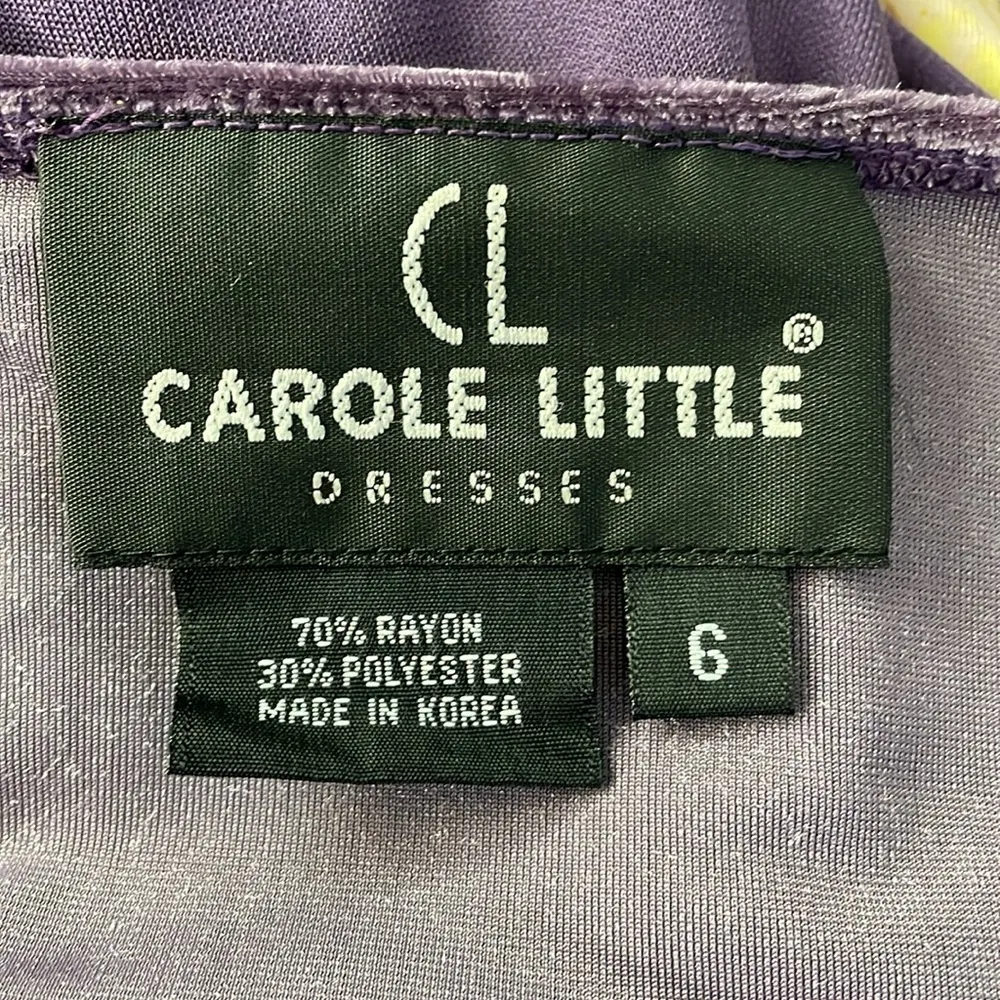 CL
CAROLE LITTLE®
DRESSES
70% RAYON
30% POLYESTER
MADE IN KOREA
6